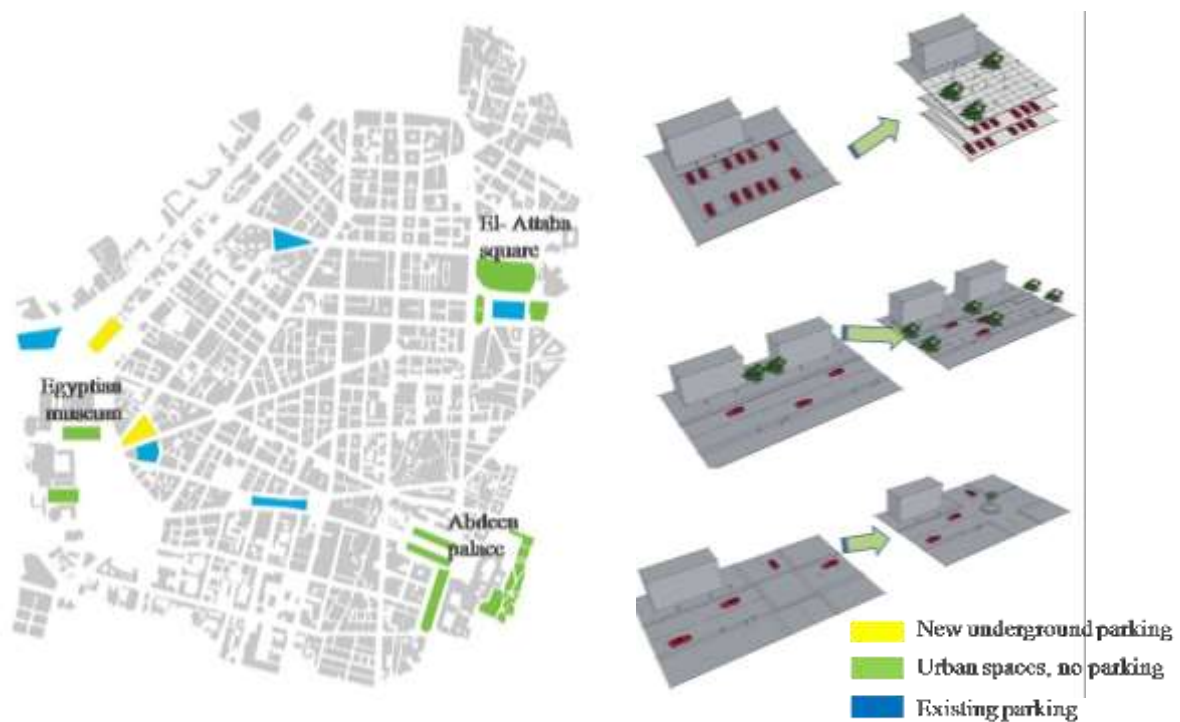 El- Attaba
square
Egyptian
museum
Abdeen
palace
New underground parking
Urban spaces, no parking
Existing parking